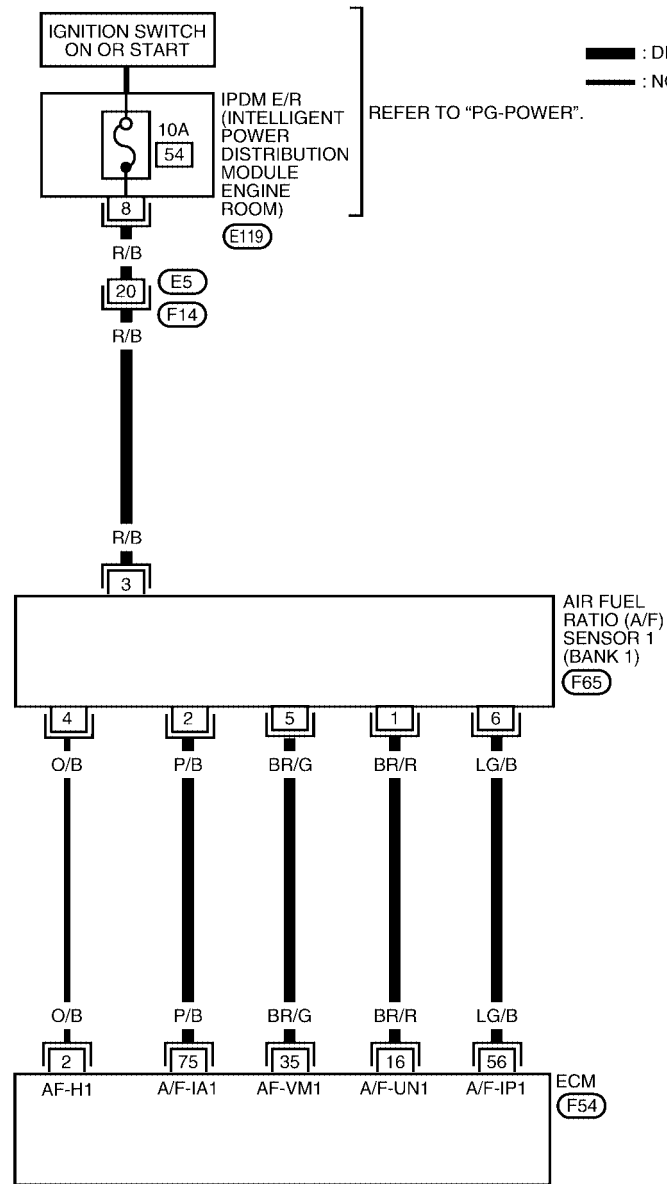 IGNITION SWITCH
ON OR START
IPDM E/R
(INTELLIGENT
POWER
DISTRIBUTION
MODULE
ENGINE
ROOM)
10A
54
REFER TO “PG-POWER”.
8
E119
R/B
20
E5
F14
R/B
R/B
3
AIR FUEL
RATIO (A/F)
SENSOR 1
(BANK 1)
F65
4 2 5 1 6
O/B P/B BR/G BR/R LG/B
O/B P/B BR/G BR/R LG/B
2 75 35 16 56
AF-H1 A/F-IA1 AF-VM1 A/F-UN1 A/F-IP1
ECM
F54